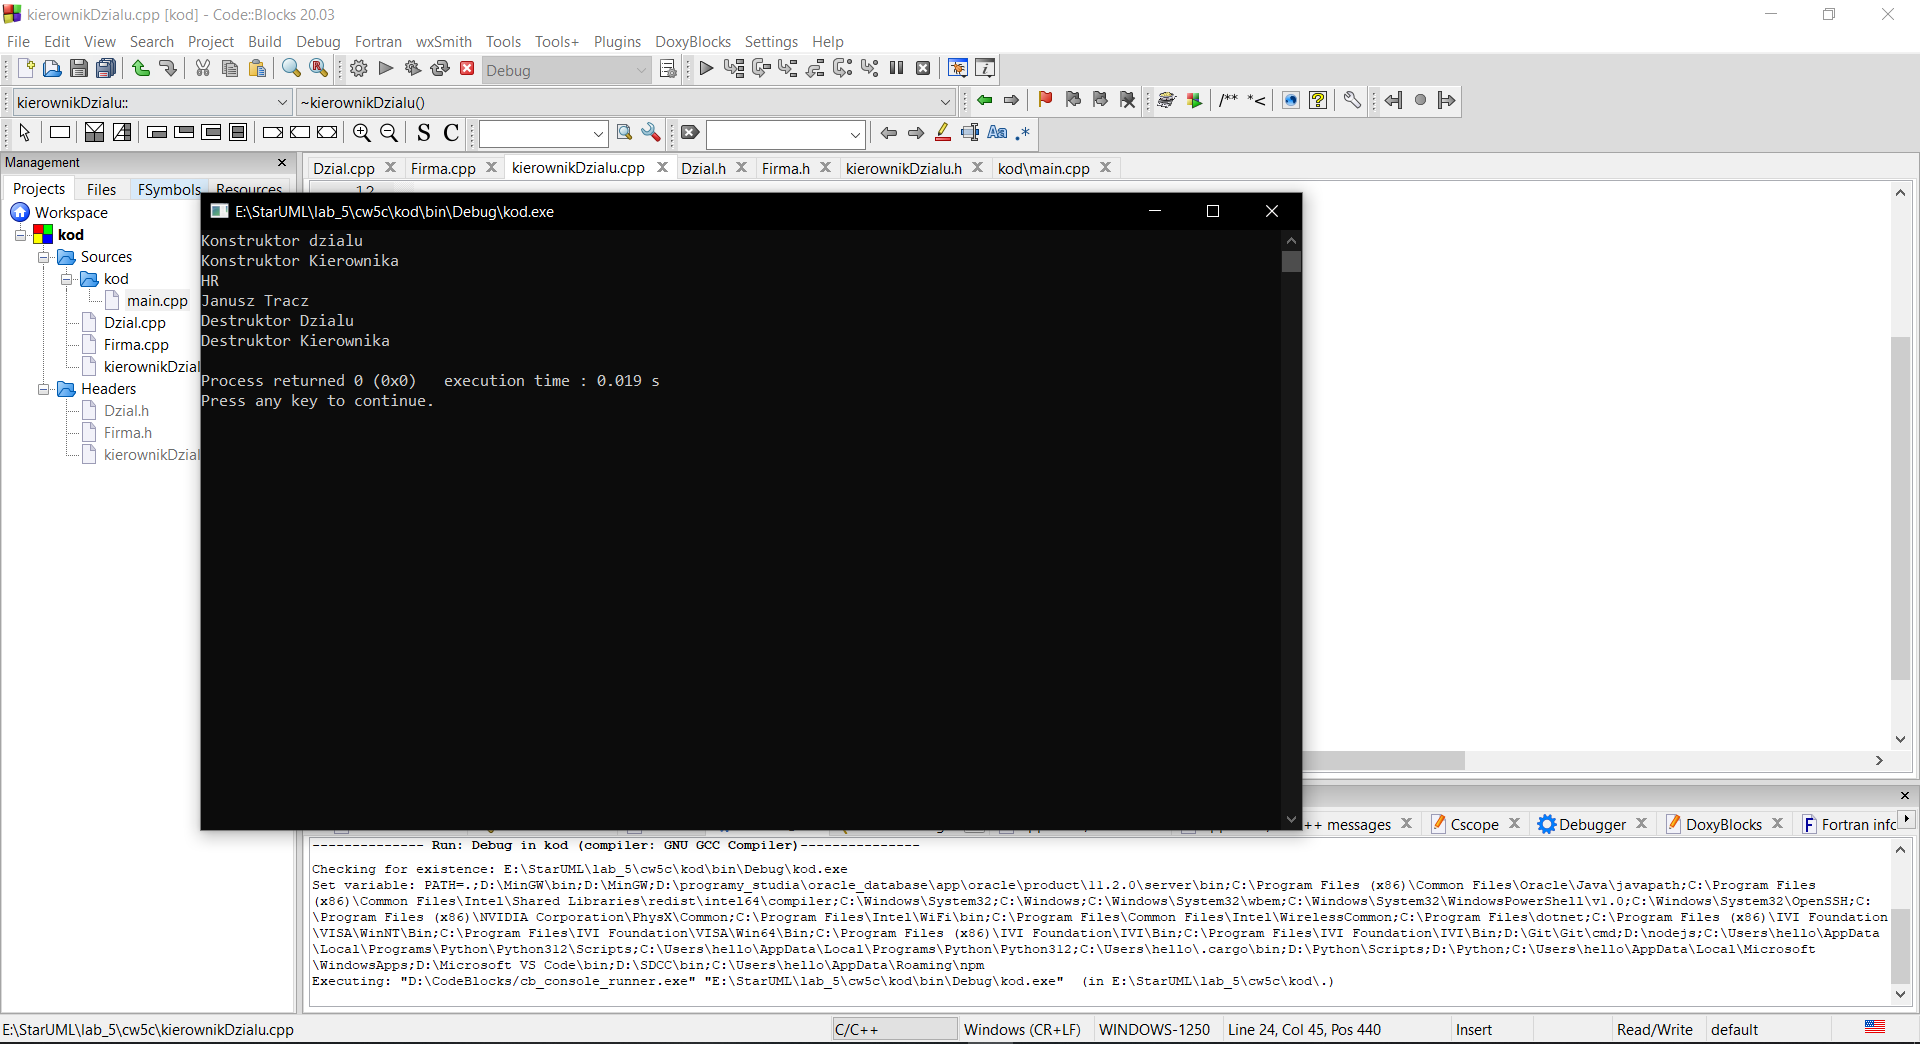 kierownikDzialu.cpp [kod] - Code::Blocks 20.03
File Edit View Search Project Build Debug Fortran wxSmith Tools Tools+ Plugins DoxyBlocks Settings Help
Debug
kierownikDzialu:: ~kierownikDzialu()
/** *<
S C Aa .*
Management
Projects Files FSymbols Resources
Dzial.cpp Firma.cpp kierownikDzialu.cpp Dzial.h Firma.h kierownikDzialu.h kod\main.cpp
12
Workspace
kod
Sources
kod
main.cpp
Dzial.cpp
Firma.cpp
kierownikDzial
Headers
Dzial.h
Firma.h
kierownikDzial
E:\StarUML\lab_5\cw5c\kod\bin\Debug\kod.exe
Konstruktor dzialu
Konstruktor Kierownika
HR
Janusz Tracz
Destruktor Dzialu
Destruktor Kierownika
Process returned 0 (0x0)   execution time : 0.019 s
Press any key to continue.
++ messages Cscope Debugger DoxyBlocks Fortran info
-------------- Run: Debug in kod (compiler: GNU GCC Compiler)---------------
Checking for existence: E:\StarUML\lab_5\cw5c\kod\bin\Debug\kod.exe
Set variable: PATH=.;D:\MinGW\bin;D:\MinGW;D:\programy_studia\oracle_database\app\oracle\product\11.2.0\server\bin;C:\Program Files (x86)\Common Files\Oracle\Java\javapath;C:\Program Files
(x86)\Common Files\Intel\Shared Libraries\redist\intel64\compiler;C:\Windows\System32;C:\Windows;C:\Windows\System32\wbem;C:\Windows\System32\WindowsPowerShell\v1.0;C:\Windows\System32\OpenSSH;C:
\Program Files (x86)\NVIDIA Corporation\PhysX\Common;C:\Program Files\Intel\WiFi\bin;C:\Program Files\Common Files\Intel\WirelessCommon;C:\Program Files\dotnet;C:\Program Files (x86)\IVI Foundation
\VISA\WinNT\Bin;C:\Program Files\IVI Foundation\VISA\Win64\Bin;C:\Program Files (x86)\IVI Foundation\IVI\Bin;C:\Program Files\IVI Foundation\IVI\Bin;D:\Git\Git\cmd;D:\nodejs;C:\Users\hello\AppData
\Local\Programs\Python\Python312\Scripts;C:\Users\hello\AppData\Local\Programs\Python\Python312;C:\Users\hello\.cargo\bin;D:\Python\Scripts;D:\Python;C:\Users\hello\AppData\Local\Microsoft
\WindowsApps;D:\Microsoft VS Code\bin;D:\SDCC\bin;C:\Users\hello\AppData\Roaming\npm
Executing: "D:\CodeBlocks/cb_console_runner.exe" "E:\StarUML\lab_5\cw5c\kod\bin\Debug\kod.exe"  (in E:\StarUML\lab_5\cw5c\kod\.)
E:\StarUML\lab_5\cw5c\kierownikDzialu.cpp C/C++ Windows (CR+LF) WINDOWS-1250 Line 24, Col 45, Pos 440 Insert Read/Write default